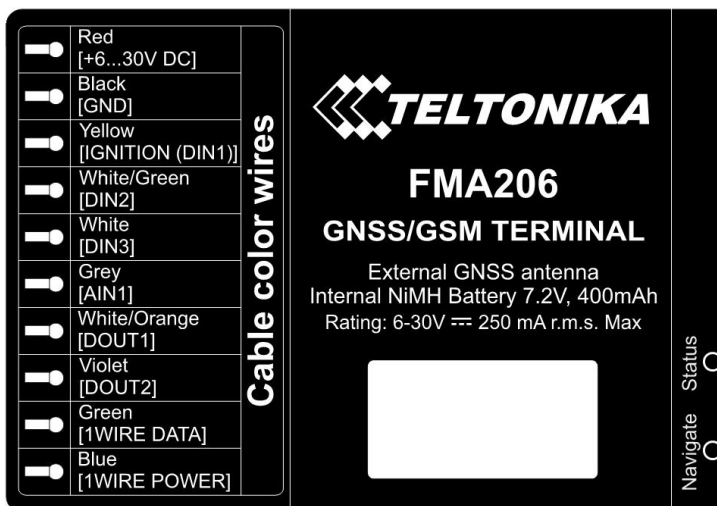 Red
[+6...30V DC]
Black
[GND]
Yellow
[IGNITION (DIN1)]
White/Green
[DIN2]
White
[DIN3]
Grey
[AIN1]
White/Orange
[DOUT1]
Violet
[DOUT2]
Green
[1WIRE DATA]
Blue
[1WIRE POWER]
Cable color wires
TELTONIKA
FMA206
GNSS/GSM TERMINAL
External GNSS antenna
Internal NiMH Battery 7.2V, 400mAh
Rating: 6-30V ⎓ 250 mA r.m.s. Max
Status
Navigate